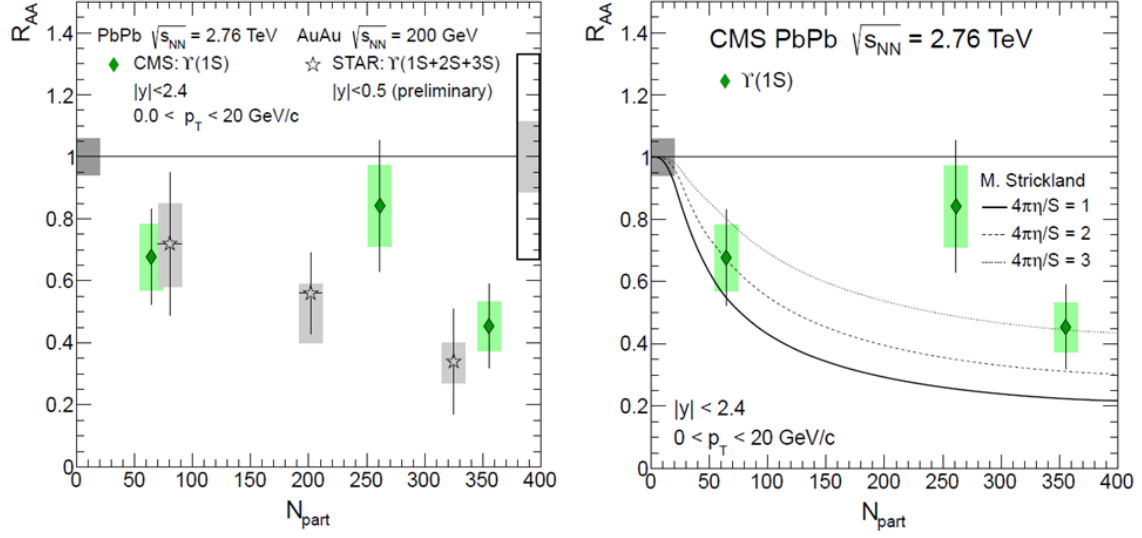 R_AA
PbPb √s_NN = 2.76 TeV AuAu √s_NN = 200 GeV
CMS: ϒ(1S) STAR: ϒ(1S+2S+3S)
|y|<2.4 |y|<0.5 (preliminary)
0.0 < p_T < 20 GeV/c
1.4
1.2
1
0.8
0.6
0.4
0.2
0
0 50 100 150 200 250 300 350 400
N_part
R_AA
CMS PbPb √s_NN = 2.76 TeV
ϒ(1S)
M. Strickland
4πη/S = 1
4πη/S = 2
4πη/S = 3
|y| < 2.4
0 < p_T < 20 GeV/c
1.4
1.2
1
0.8
0.6
0.4
0.2
0
0 50 100 150 200 250 300 350 400
N_part